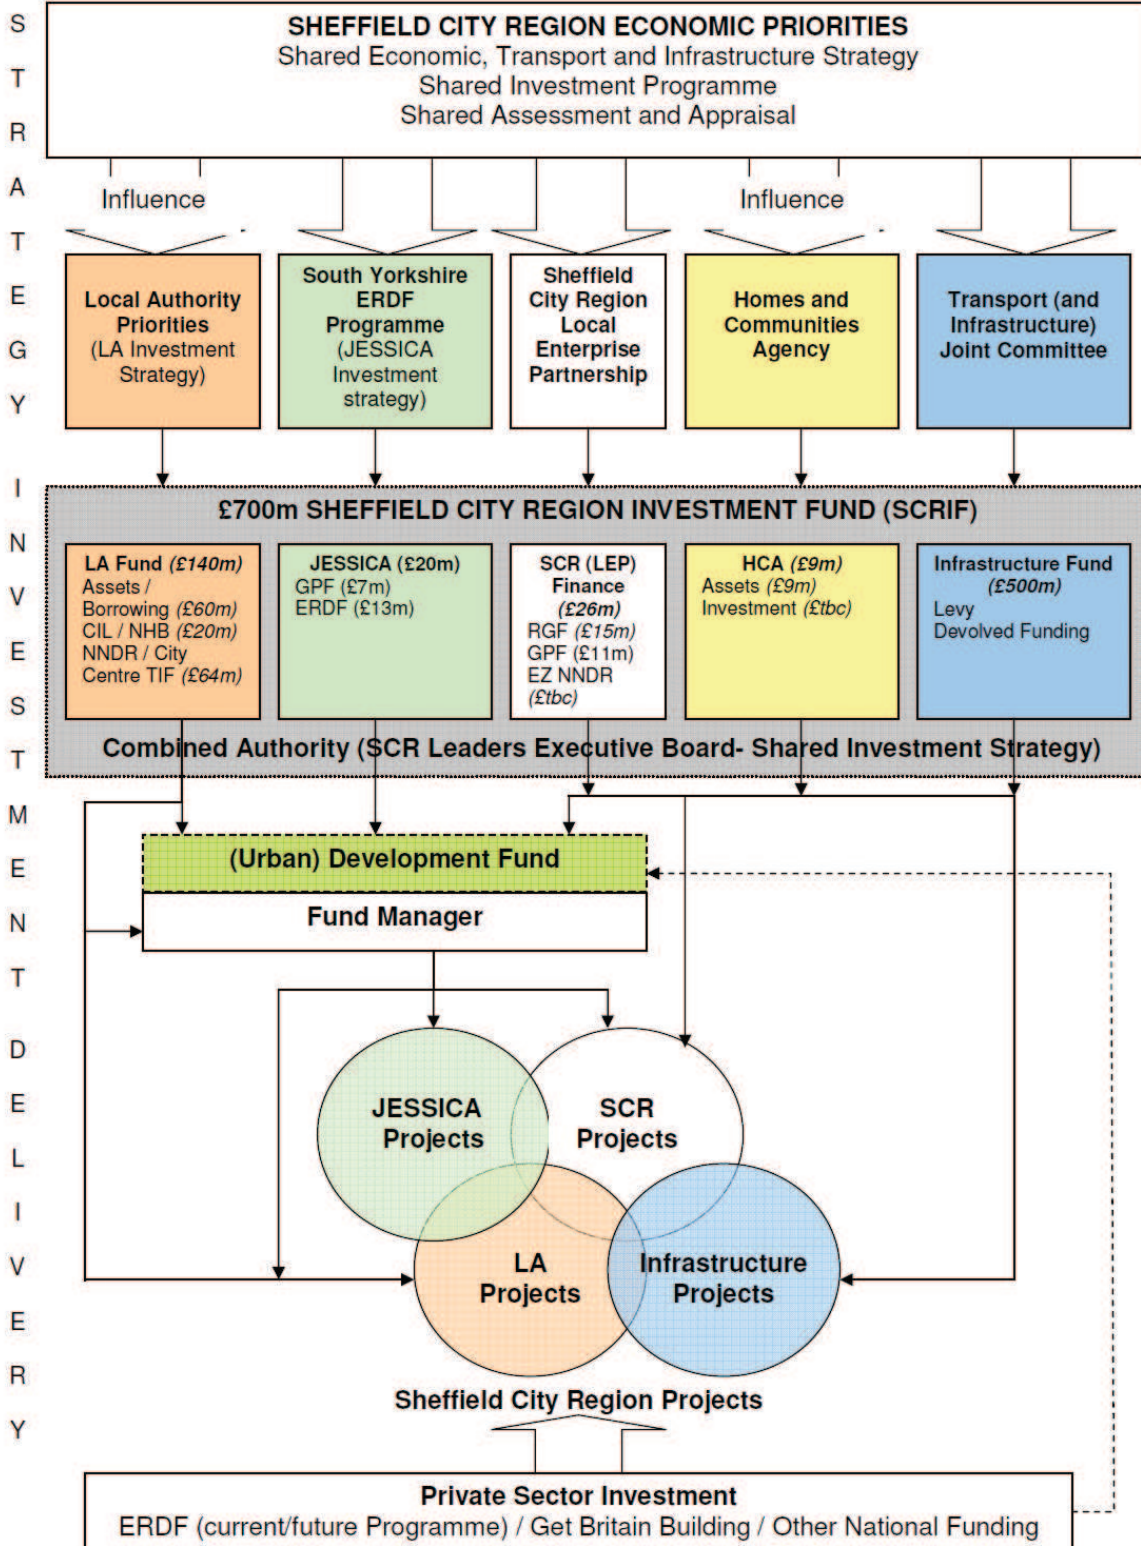 STRATEGY
INVESTMENT
DELIVERY
SHEFFIELD CITY REGION ECONOMIC PRIORITIES
Shared Economic, Transport and Infrastructure Strategy
Shared Investment Programme
Shared Assessment and Appraisal
Influence
Influence
Local Authority
Priorities
(LA Investment
Strategy)
South Yorkshire
ERDF
Programme
(JESSICA
Investment
strategy)
Sheffield
City Region
Local
Enterprise
Partnership
Homes and
Communities
Agency
Transport (and
Infrastructure)
Joint Committee
£700m SHEFFIELD CITY REGION INVESTMENT FUND (SCRIF)
LA Fund (£140m)
Assets /
Borrowing (£60m)
CIL / NHB (£20m)
NNDR / City
Centre TIF (£64m)
JESSICA (£20m)
GPF (£7m)
ERDF (£13m)
SCR (LEP)
Finance
(£26m)
RGF (£15m)
GPF (£11m)
EZ NNDR
(£tbc)
HCA (£9m)
Assets (£9m)
Investment (£tbc)
Infrastructure Fund
(£500m)
Levy
Devolved Funding
Combined Authority (SCR Leaders Executive Board- Shared Investment Strategy)
(Urban) Development Fund
Fund Manager
JESSICA
Projects
SCR
Projects
LA
Projects
Infrastructure
Projects
Sheffield City Region Projects
Private Sector Investment
ERDF (current/future Programme) / Get Britain Building / Other National Funding